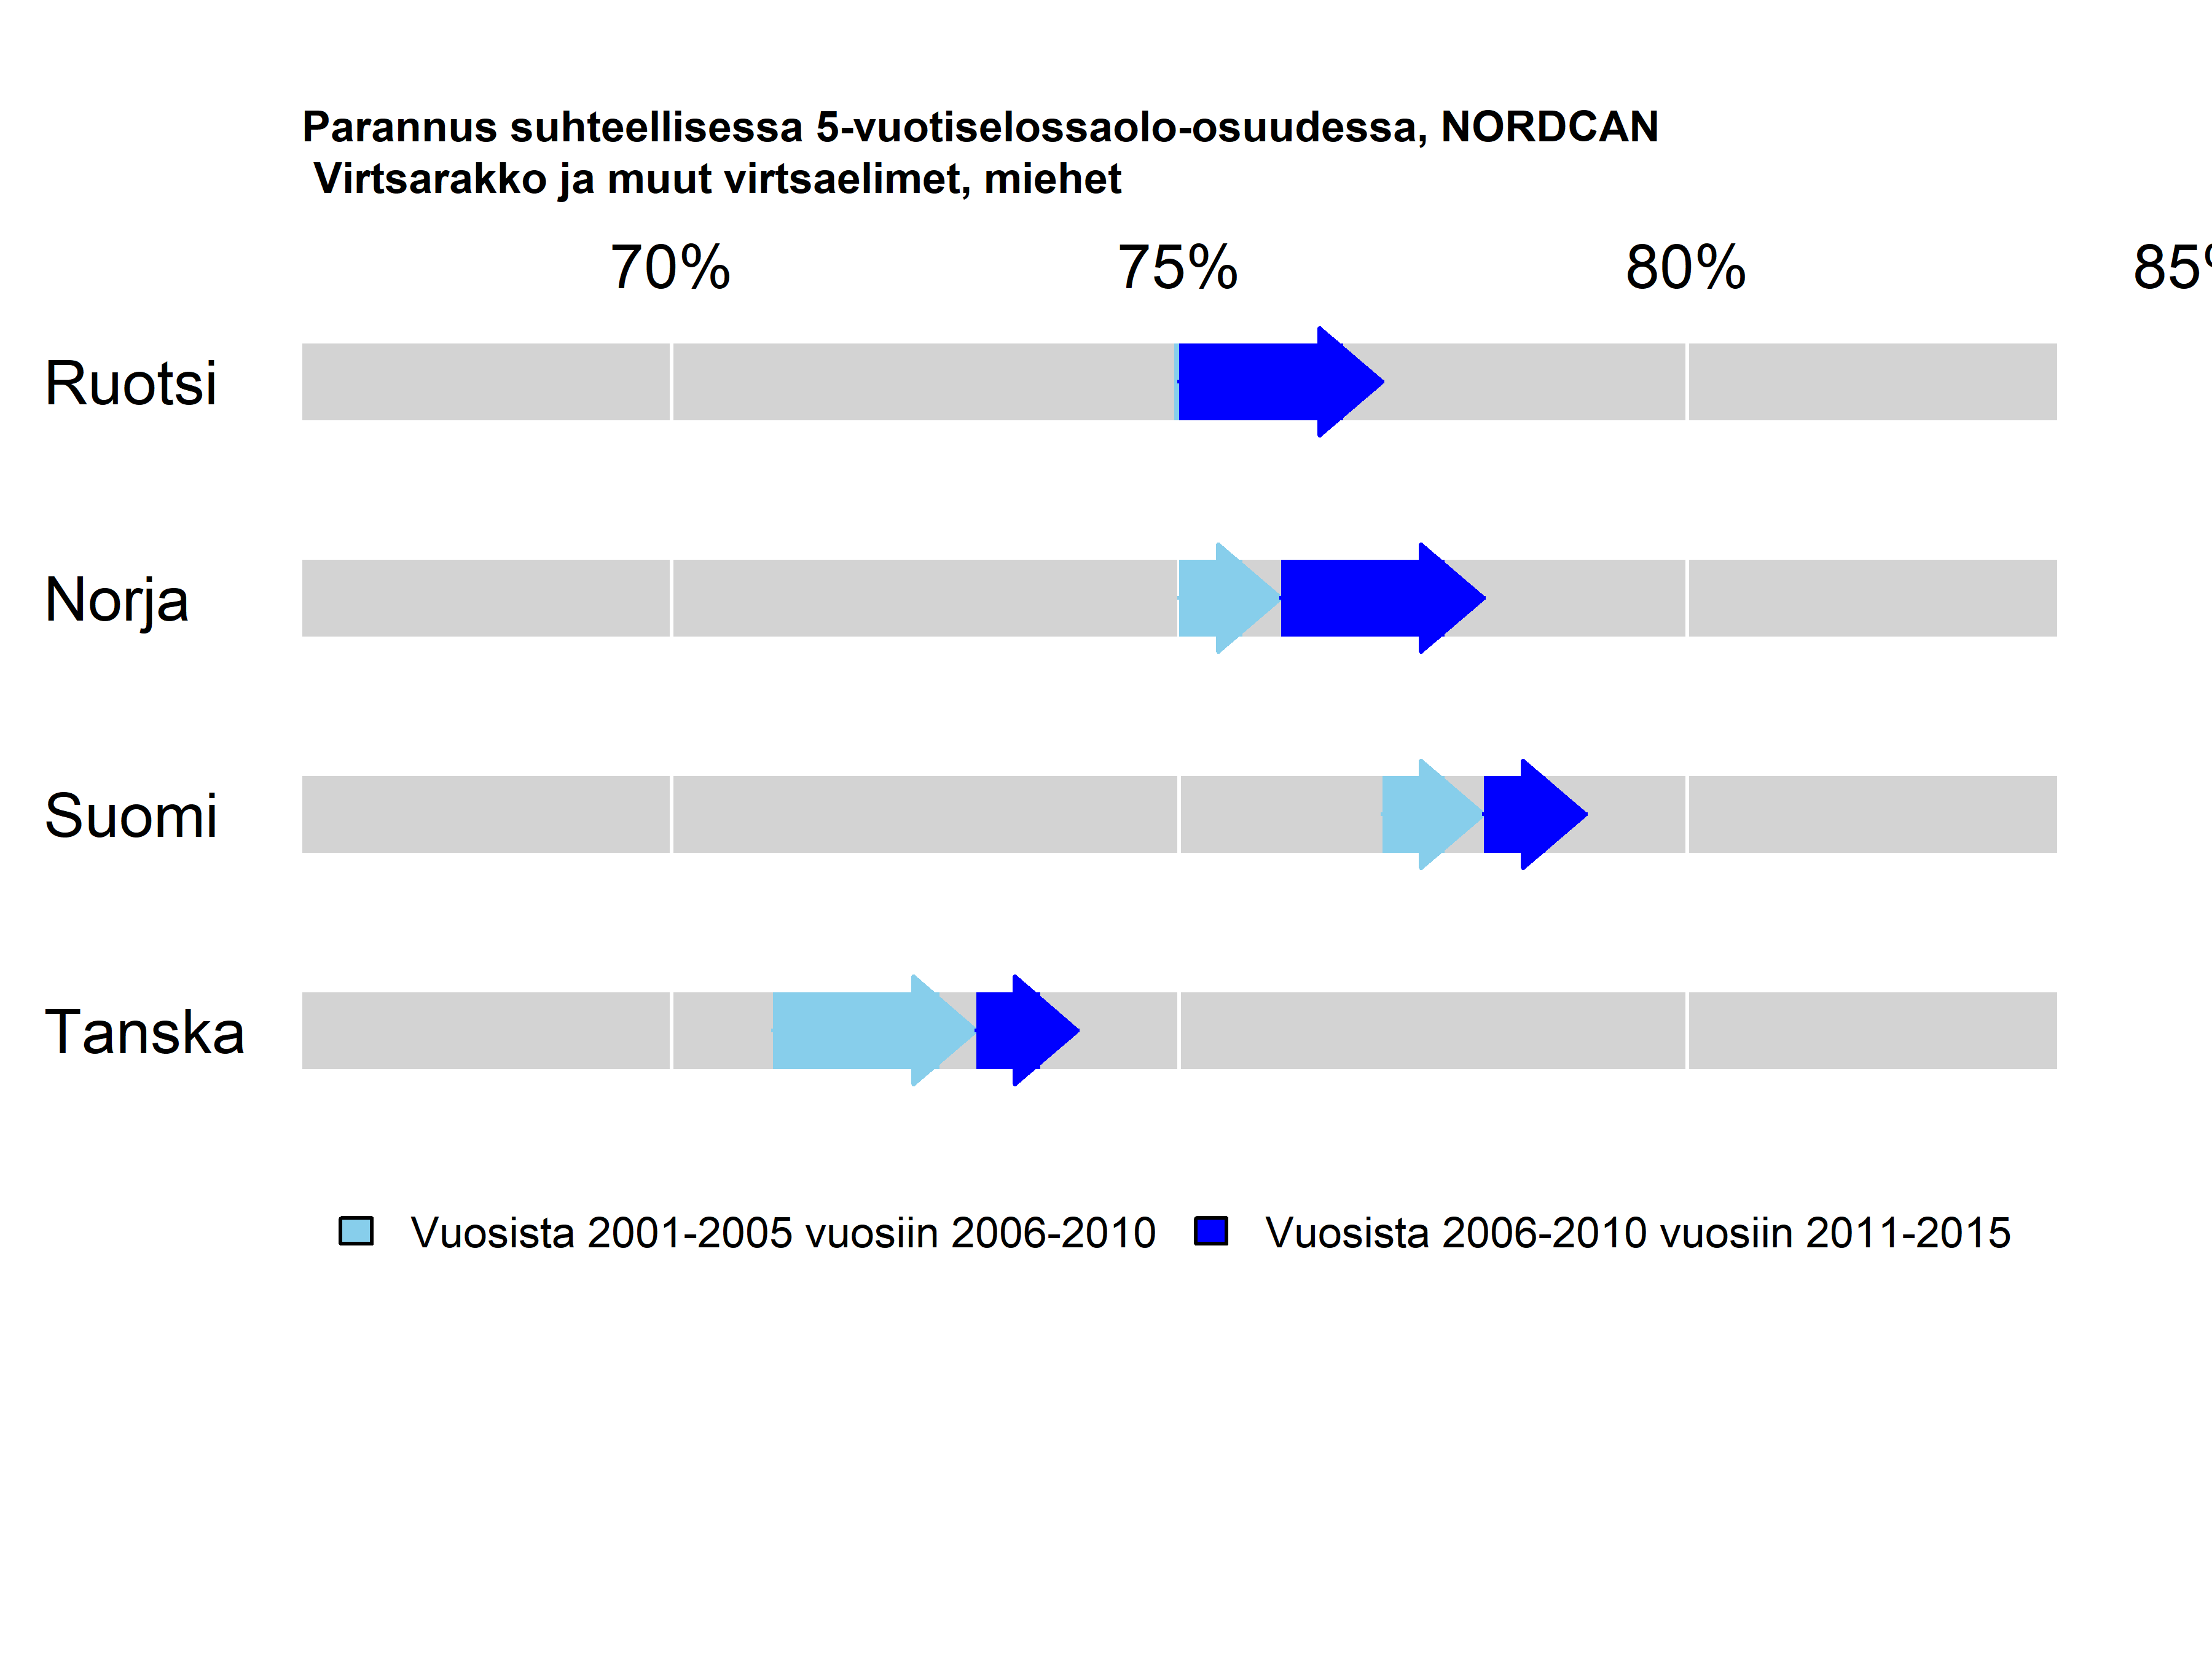 Parannus suhteellisessa 5-vuotiselossaolo-osuudessa, NORDCAN
Virtsarakko ja muut virtsaelimet, miehet
70% 75% 80% 85%
Ruotsi
Norja
Suomi
Tanska
Vuosista 2001-2005 vuosiin 2006-2010 Vuosista 2006-2010 vuosiin 2011-2015